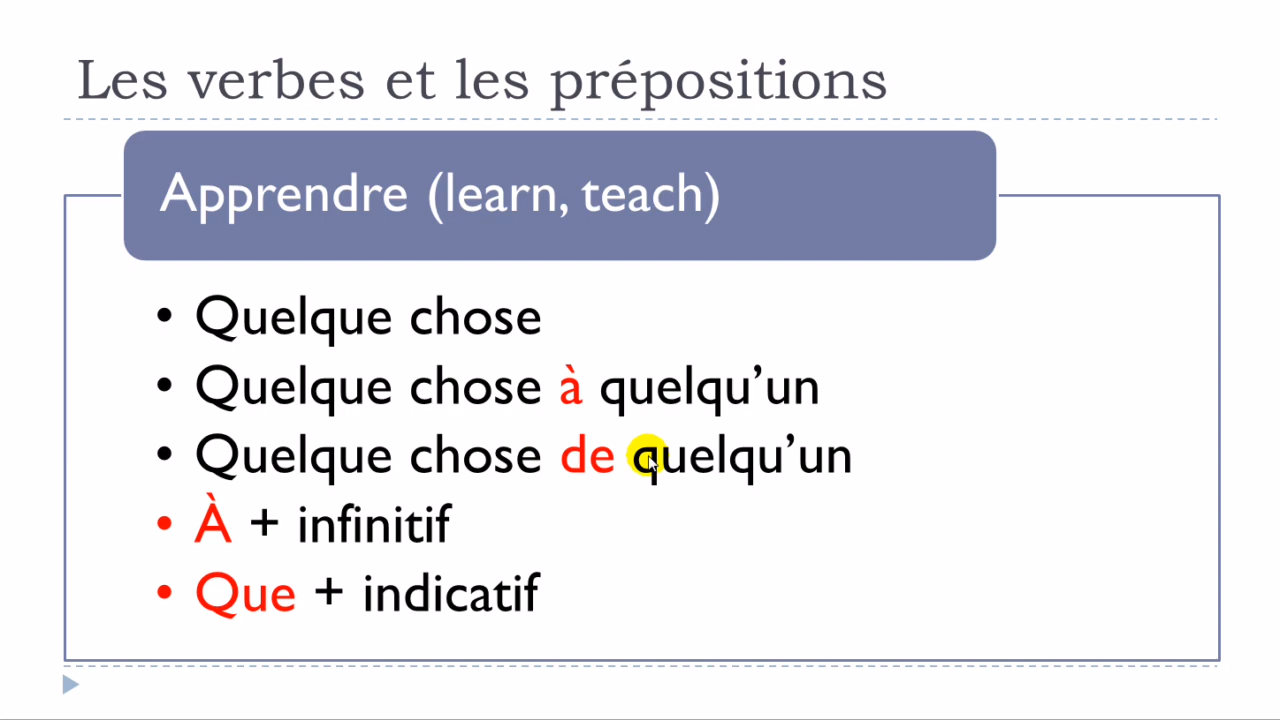 Les verbes et les prépositions
Apprendre (learn, teach)
• Quelque chose
• Quelque chose à quelqu’un
• Quelque chose de quelqu’un
• À + infinitif
• Que + indicatif